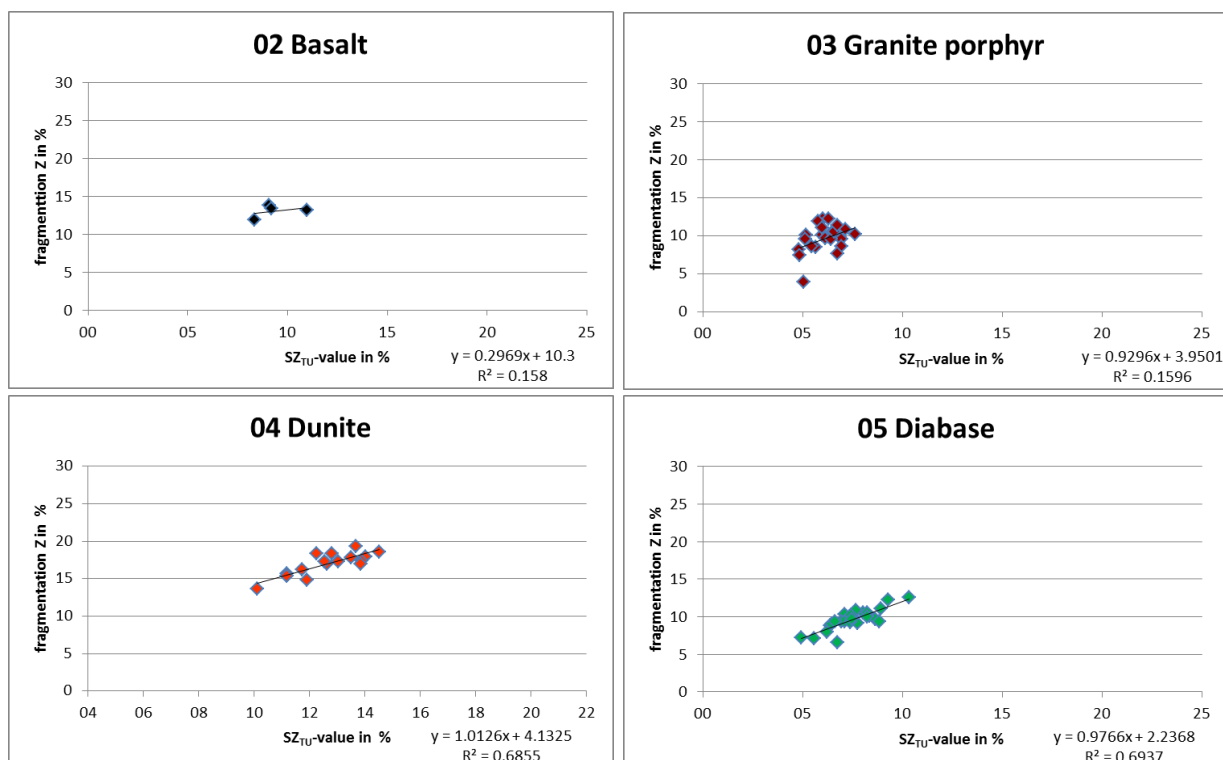 02 Basalt
30
25
20
15
10
5
0
fragmenttion Z in %
00 05 10 15 20 25
SZTU-value in %
y = 0.2969x + 10.3
R² = 0.158
03 Granite porphyr
30
25
20
15
10
5
0
fragmentation Z in %
00 05 10 15 20 25
SZTU-value in %
y = 0.9296x + 3.9501
R² = 0.1596
04 Dunite
30
25
20
15
10
5
0
fragmentation Z in %
04 06 08 10 12 14 16 18 20 22
SZTU-value in %
y = 1.0126x + 4.1325
R² = 0.6855
05 Diabase
30
25
20
15
10
5
0
fragmentation Z in %
00 05 10 15 20 25
SZTU-value in %
y = 0.9766x + 2.2368
R² = 0.6937